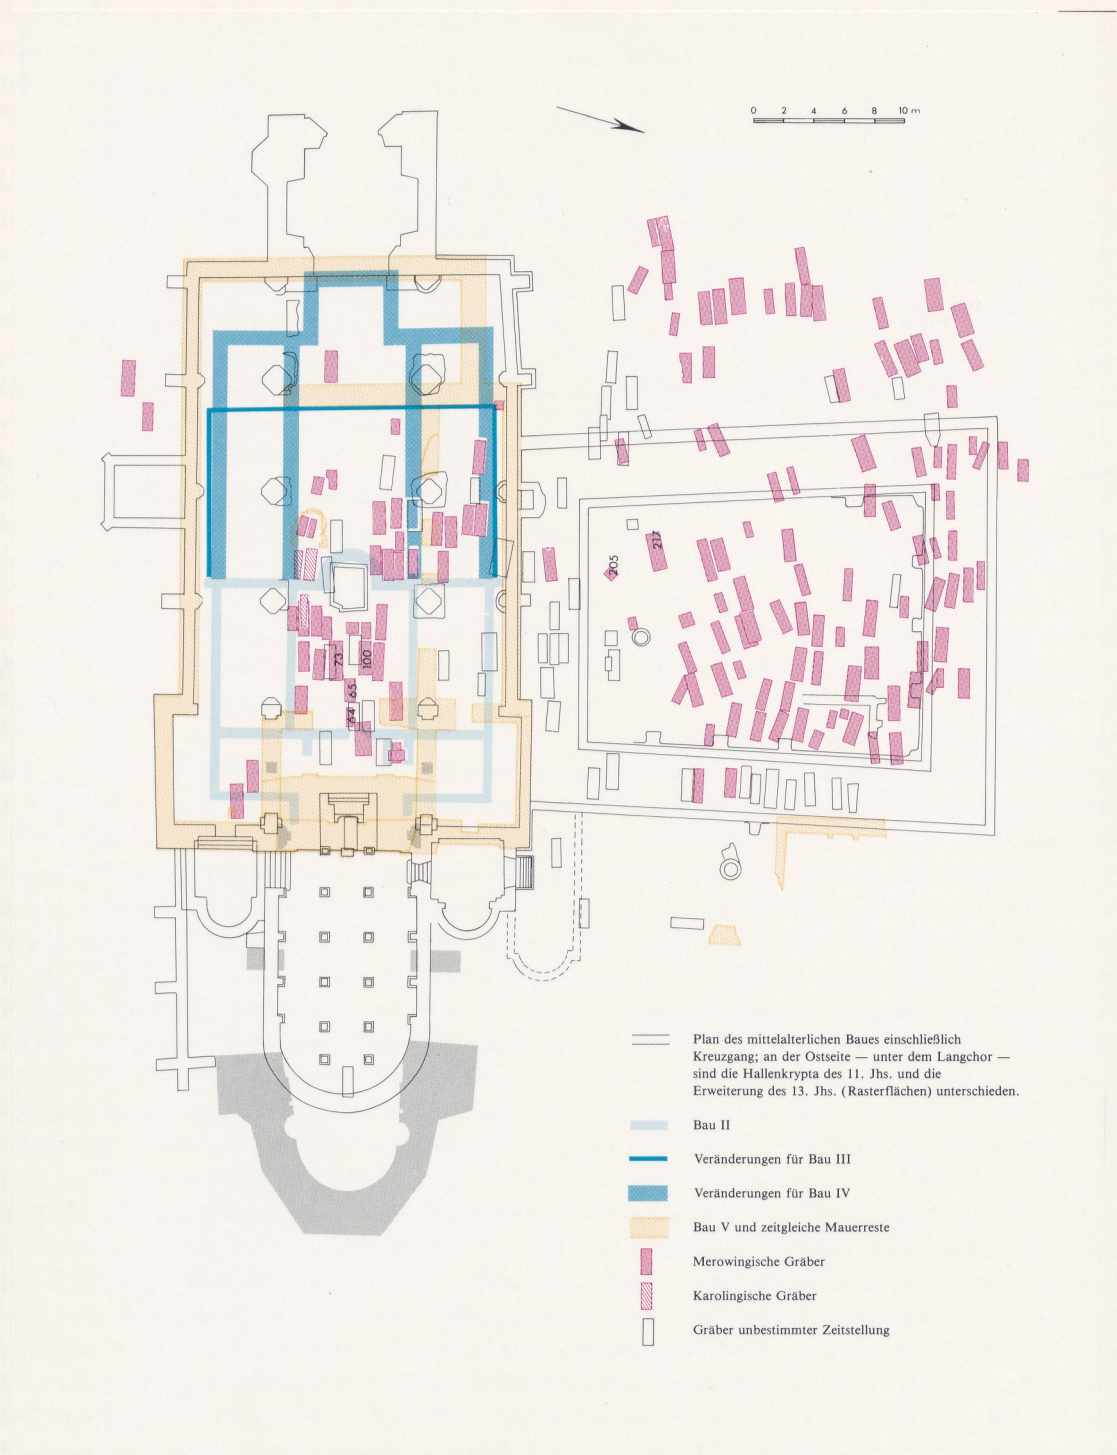 0 2 4 6 8 10 m
217
205
73
100
65
64
Plan des mittelalterlichen Baues einschließlich
Kreuzgang; an der Ostseite — unter dem Langchor —
sind die Hallenkrypta des 11. Jhs. und die
Erweiterung des 13. Jhs. (Rasterflächen) unterschieden.
Bau II
Veränderungen für Bau III
Veränderungen für Bau IV
Bau V und zeitgleiche Mauerreste
Merowingische Gräber
Karolingische Gräber
Gräber unbestimmter Zeitstellung